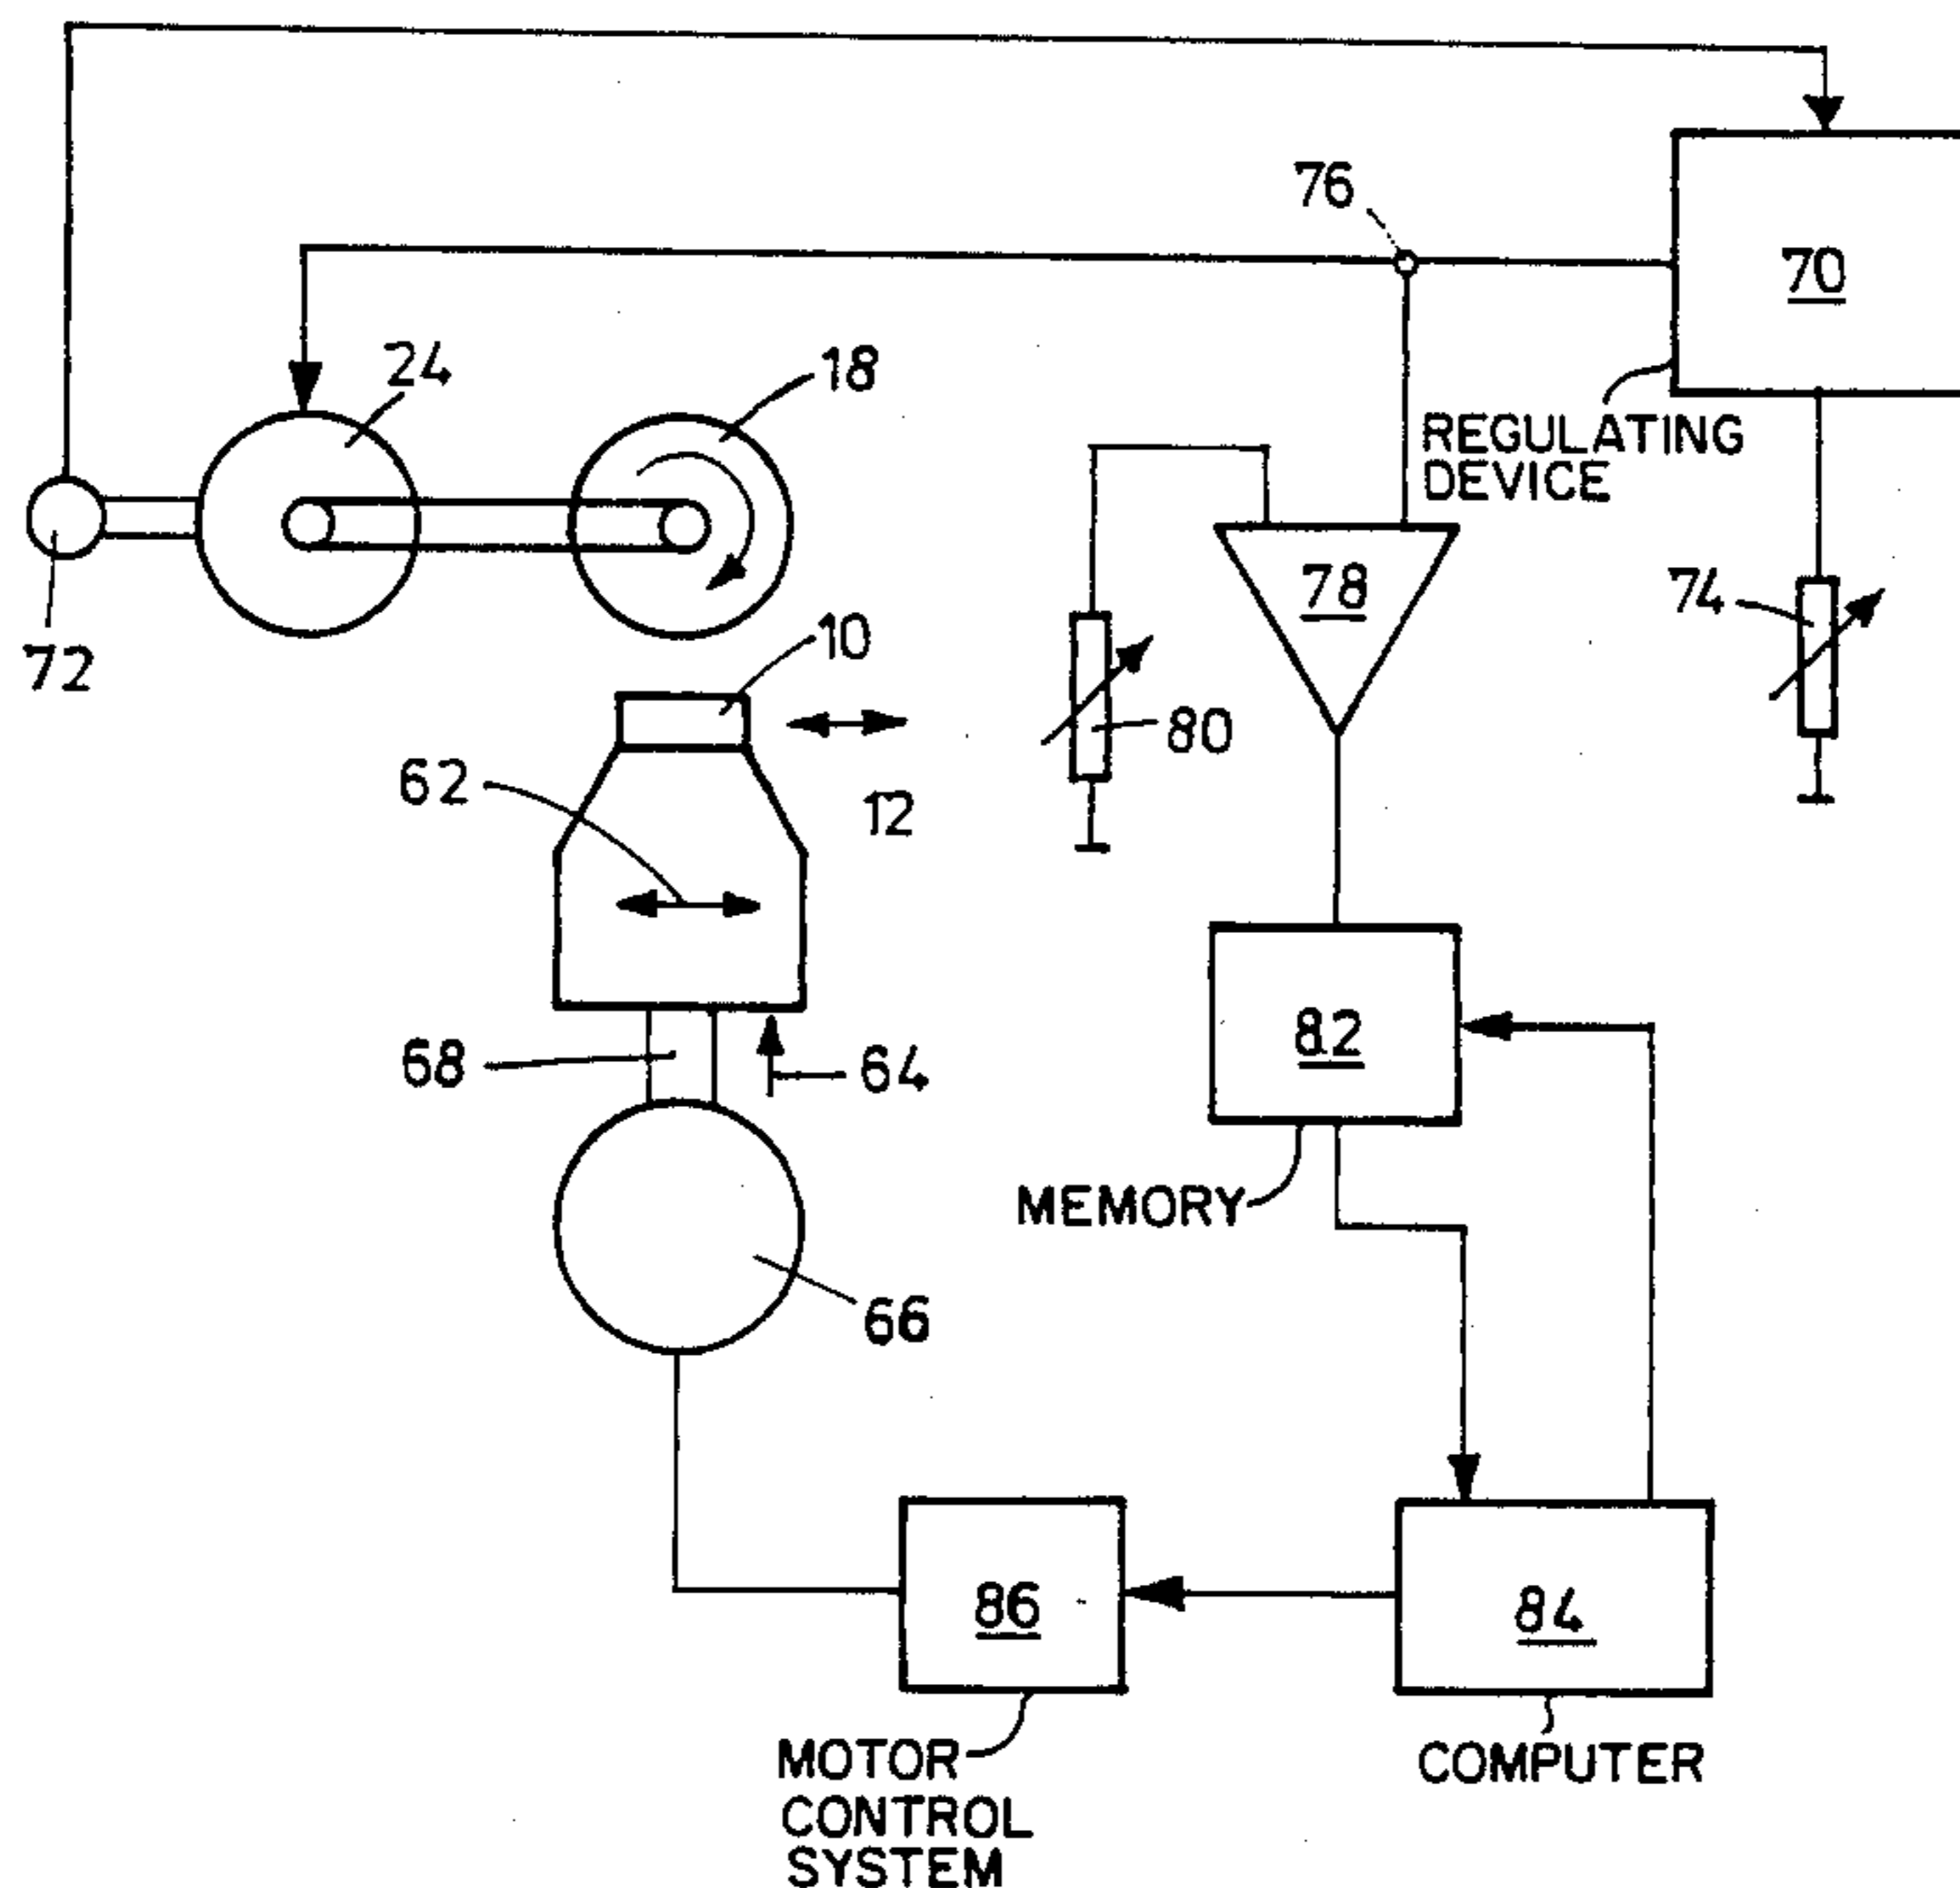 76
70
24
18
REGULATING
DEVICE
78
74
72
10
80
62
12
82
68
64
MEMORY
66
86
84
MOTOR
CONTROL
SYSTEM
COMPUTER